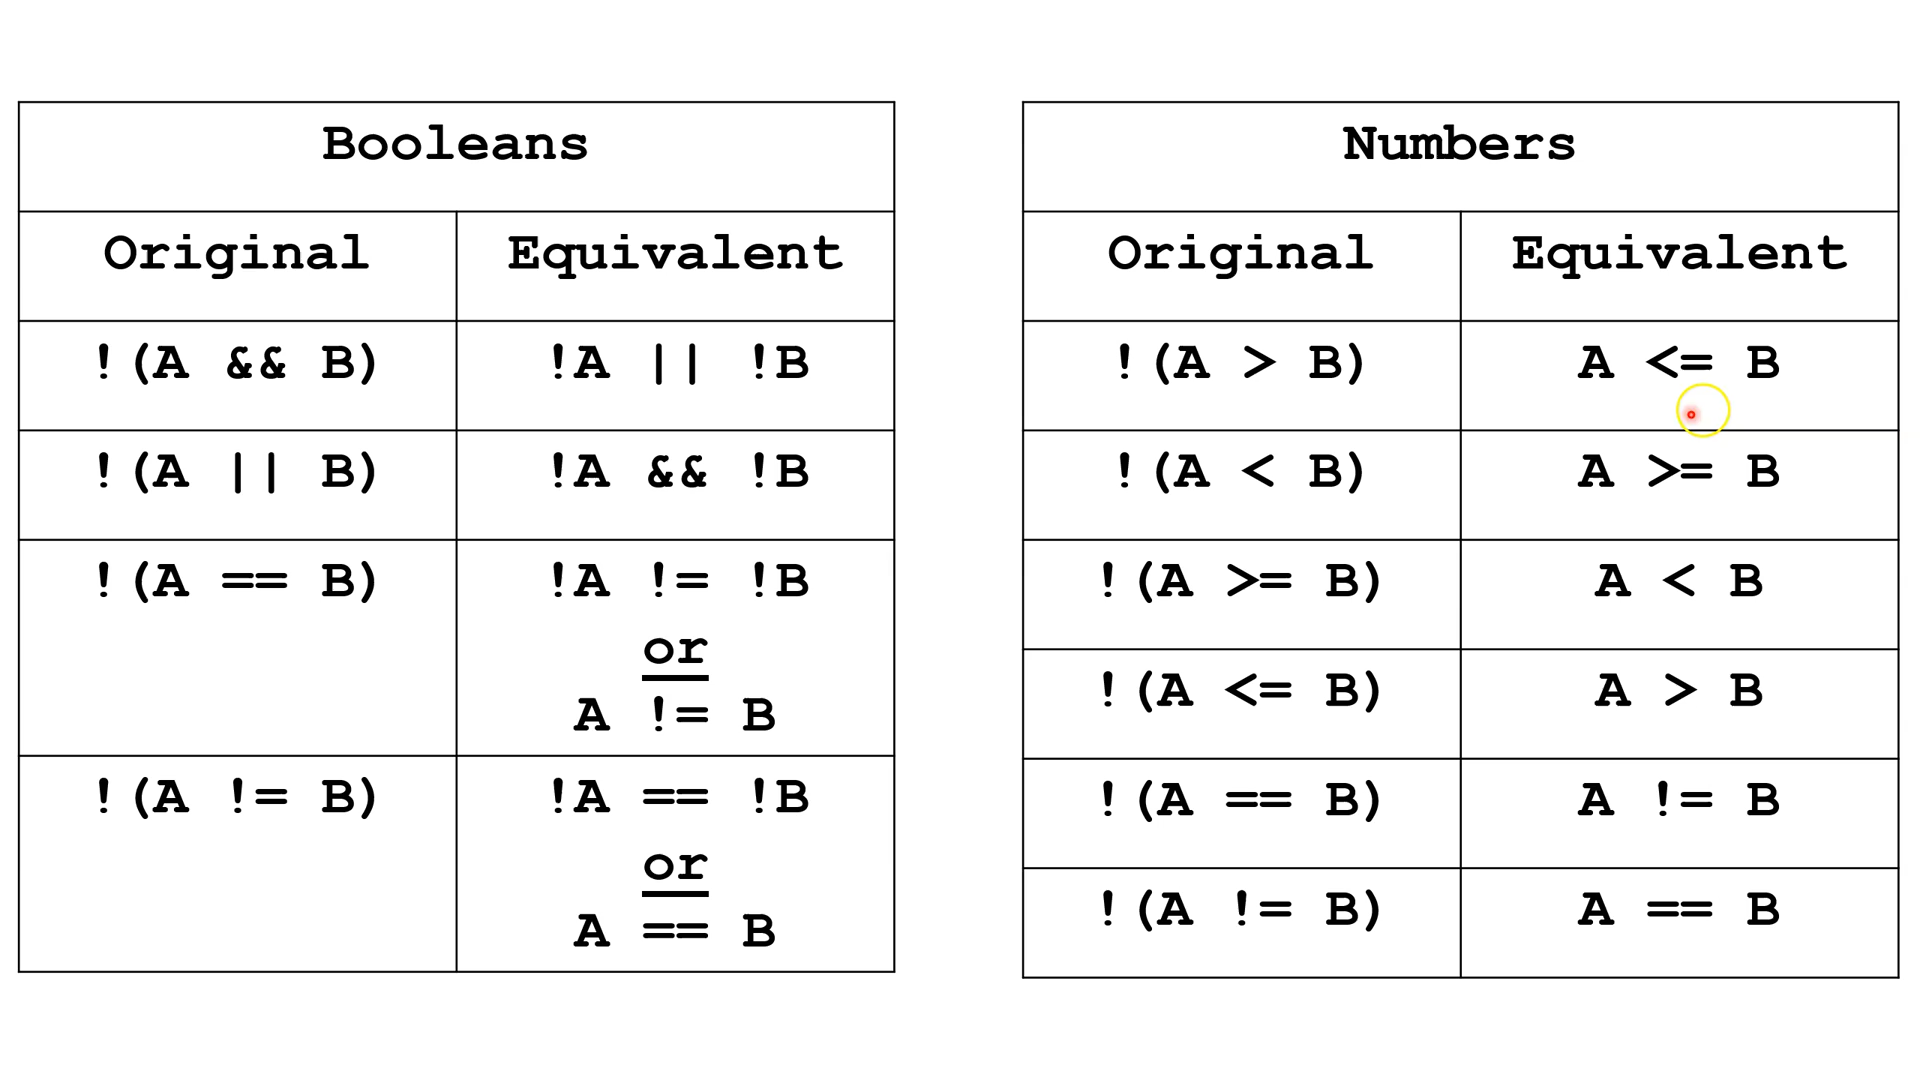 Booleans
Original Equivalent
!(A && B) !A || !B
!(A || B) !A && !B
!(A == B) !A != !B
or
A != B
!(A != B) !A == !B
or
A == B
Numbers
Original Equivalent
!(A > B) A <= B
!(A < B) A >= B
!(A >= B) A < B
!(A <= B) A > B
!(A == B) A != B
!(A != B) A == B